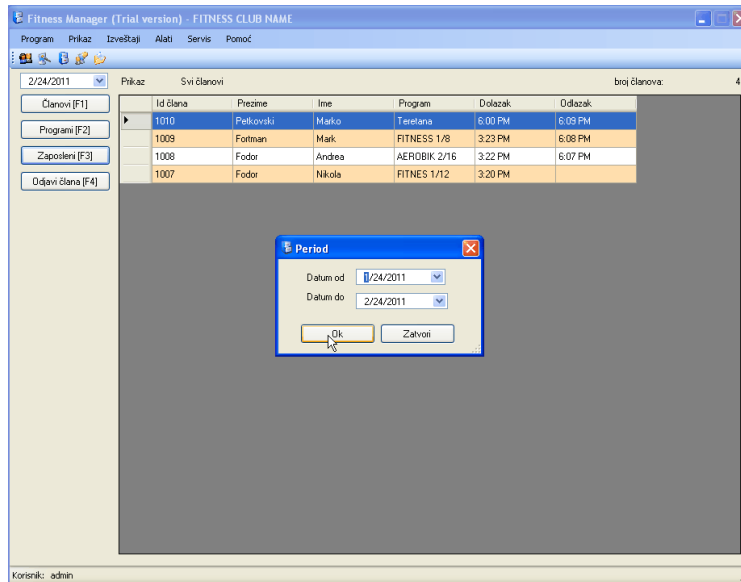 Fitness Manager (Trial version) - FITNESS CLUB NAME
Program Prikaz Izveštaji Alati Servis Pomoć
2/24/2011 Prikaz Svi članovi broj članova: 4
Članovi [F1]
Programi [F2]
Zaposleni [F3]
Odjavi člana [F4]
Id člana Prezime Ime Program Dolazak Odlazak
1010 Petkovski Marko Teretana 6:00 PM 6:09 PM
1009 Fortman Mark FITNESS 1/8 3:23 PM 6:08 PM
1008 Fodor Andrea AEROBIK 2/16 3:22 PM 6:07 PM
1007 Fodor Nikola FITNES 1/12 3:20 PM
Period
Datum od 1/24/2011
Datum do 2/24/2011
Ok Zatvori
Korisnik: admin